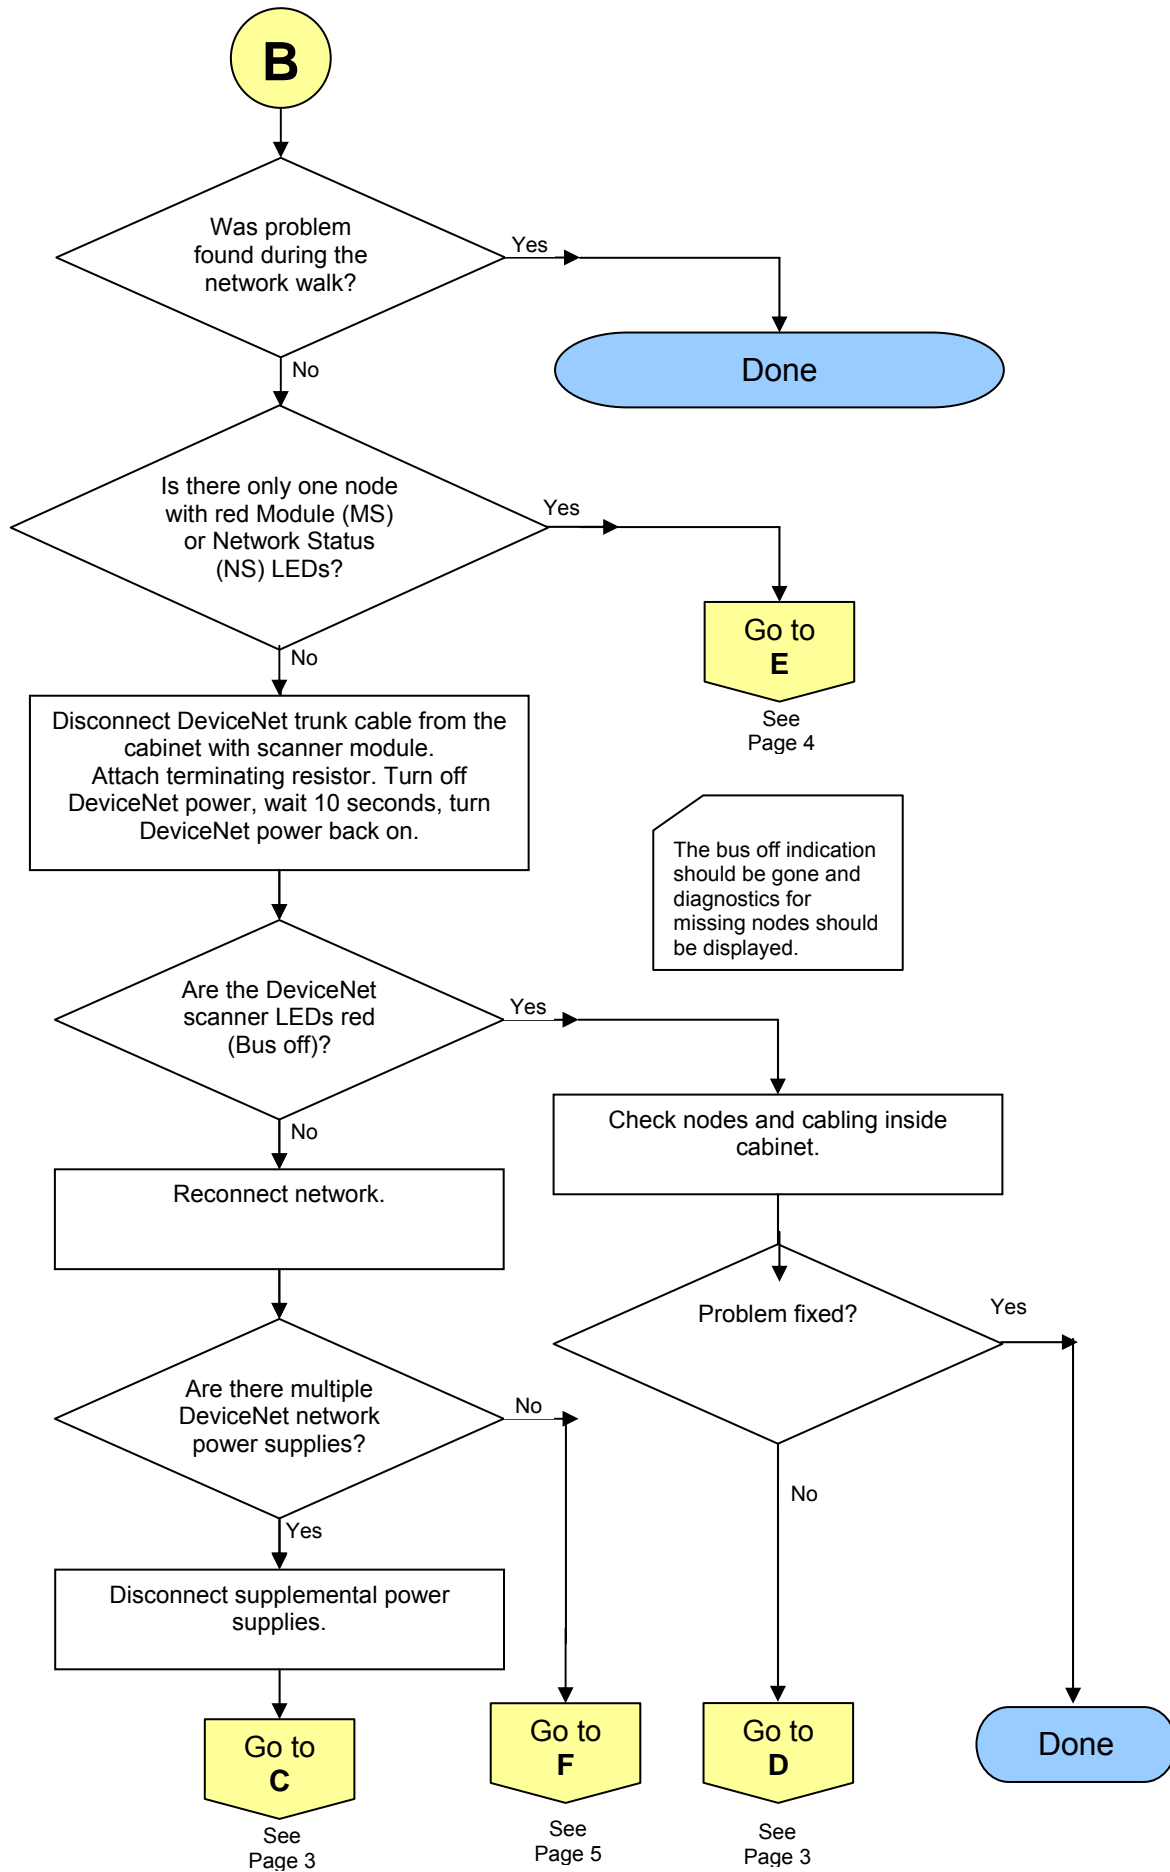 B
Was problem
found during the
network walk?
Yes
Done
No
Is there only one node
with red Module (MS)
or Network Status
(NS) LEDs?
Yes
Go to
E
See
Page 4
No
Disconnect DeviceNet trunk cable from the
cabinet with scanner module.
Attach terminating resistor. Turn off
DeviceNet power, wait 10 seconds, turn
DeviceNet power back on.
The bus off indication
should be gone and
diagnostics for
missing nodes should
be displayed.
Are the DeviceNet
scanner LEDs red
(Bus off)?
Yes
Check nodes and cabling inside
cabinet.
No
Reconnect network.
Problem fixed?
Yes
Are there multiple
DeviceNet network
power supplies?
No
No
Yes
Disconnect supplemental power
supplies.
Go to
C
See
Page 3
Go to
F
See
Page 5
Go to
D
See
Page 3
Done